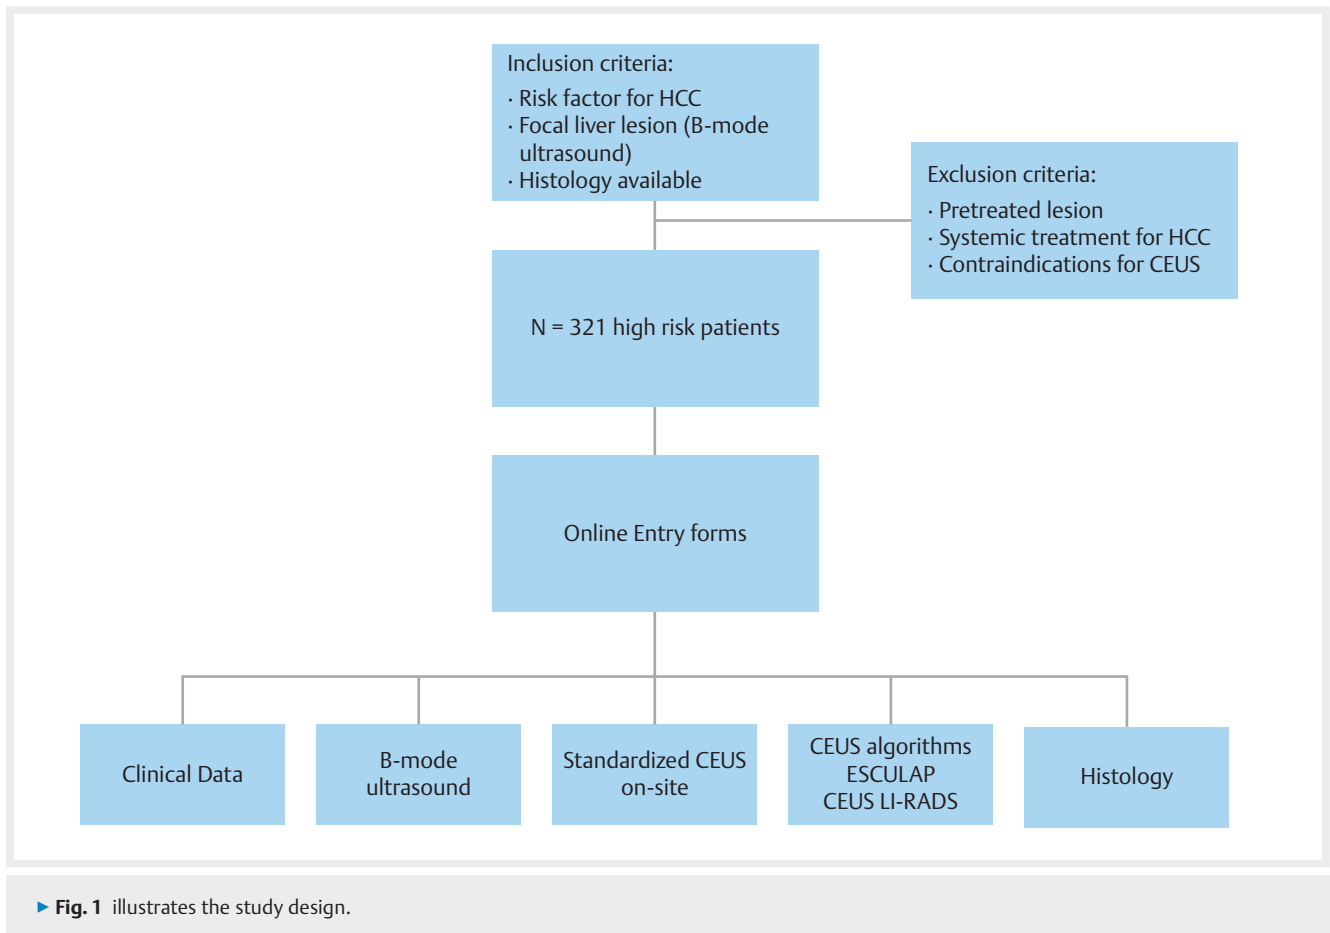 Inclusion criteria:
· Risk factor for HCC
· Focal liver lesion (B-mode
ultrasound)
· Histology available
Exclusion criteria:
· Pretreated lesion
· Systemic treatment for HCC
· Contraindications for CEUS
N = 321 high risk patients
Online Entry forms
Clinical Data
B-mode
ultrasound
Standardized CEUS
on-site
CEUS algorithms
ESCULAP
CEUS LI-RADS
Histology
▶ Fig. 1 illustrates the study design.